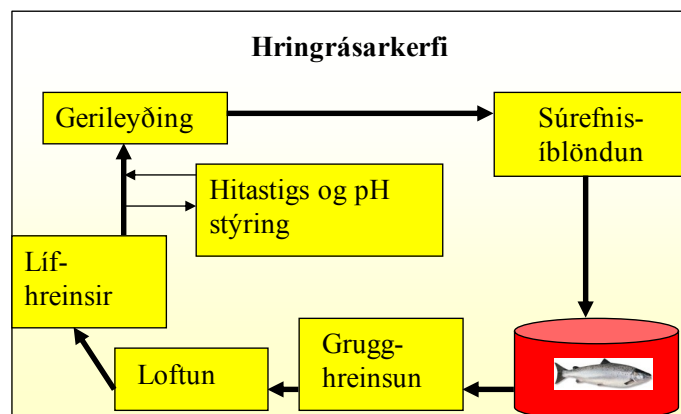 Hringrásarkerfi
Gerileyðing
Súrefnis-
íblöndun
Hitastigs og pH
stýring
Líf-
hreinsir
Grugg-
hreinsun
Loftun